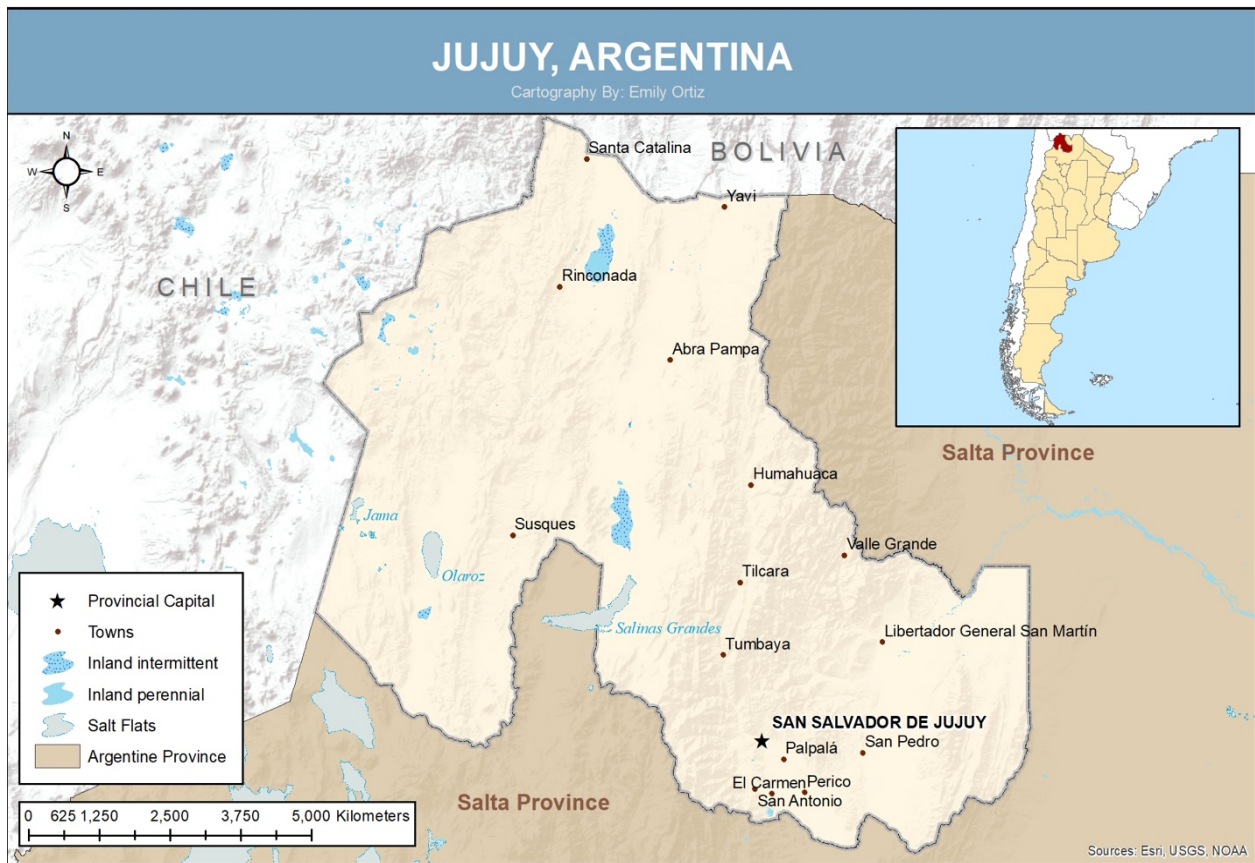 JUJUY, ARGENTINA
Cartography By: Emily Ortiz
N
W
E
S
Santa Catalina
BOLIVIA
Yavi
CHILE
Rinconada
Abra Pampa
Salta Province
Humahuaca
Jama
Susques
Valle Grande
Olaroz
Tilcara
Salinas Grandes
Libertador General San Martín
Tumbaya
SAN SALVADOR DE JUJUY
Palpalá
San Pedro
El Carmen
Perico
San Antonio
Salta Province
Provincial Capital
Towns
Inland intermittent
Inland perennial
Salt Flats
Argentine Province
0 625 1,250 2,500 3,750 5,000 Kilometers
Sources: Esri, USGS, NOAA